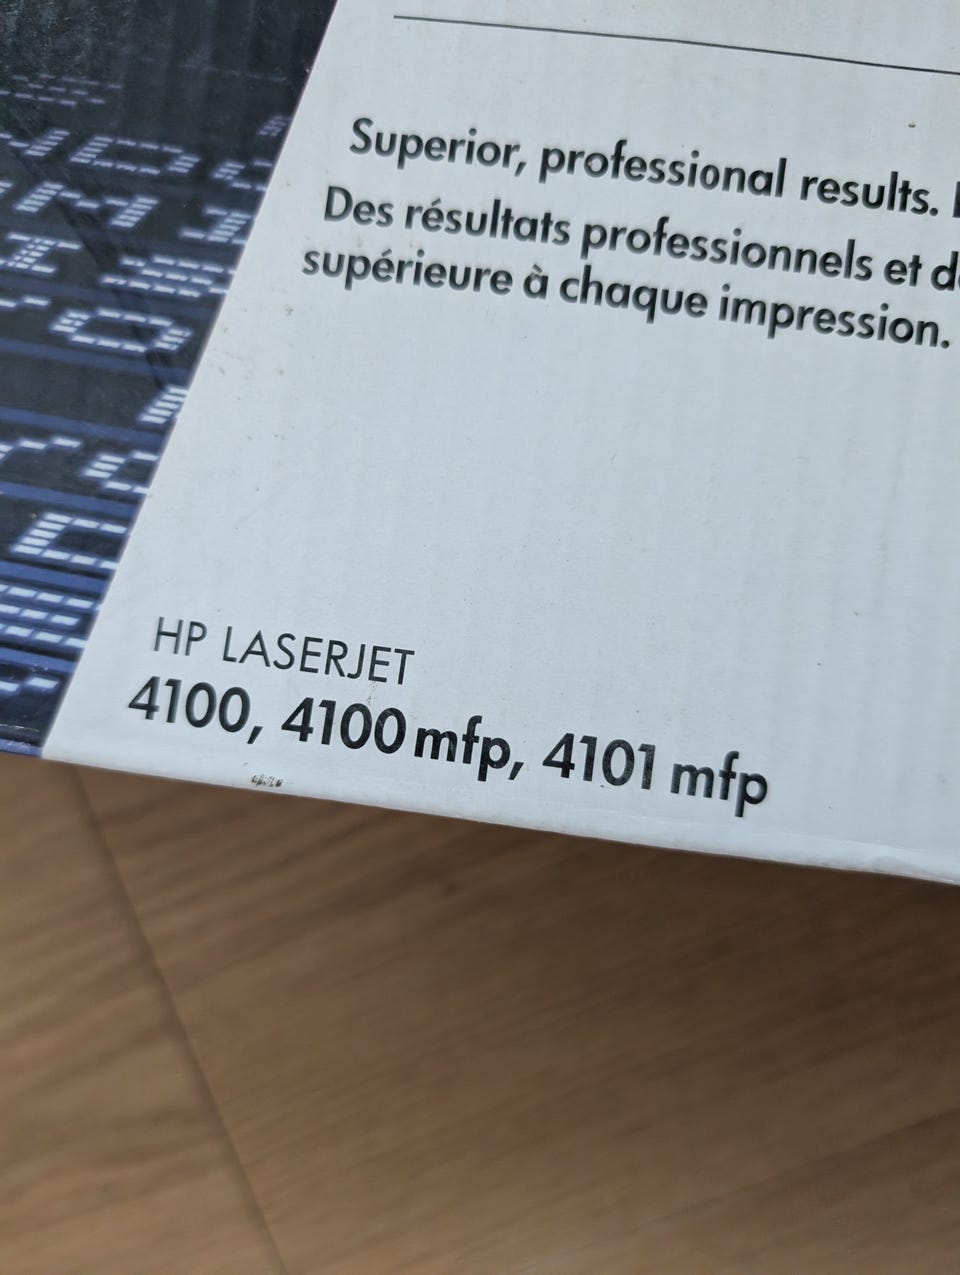 Superior, professional results.
Des résultats professionnels et
supérieure à chaque impression.
HP LASERJET
4100, 4100 mfp, 4101 mfp